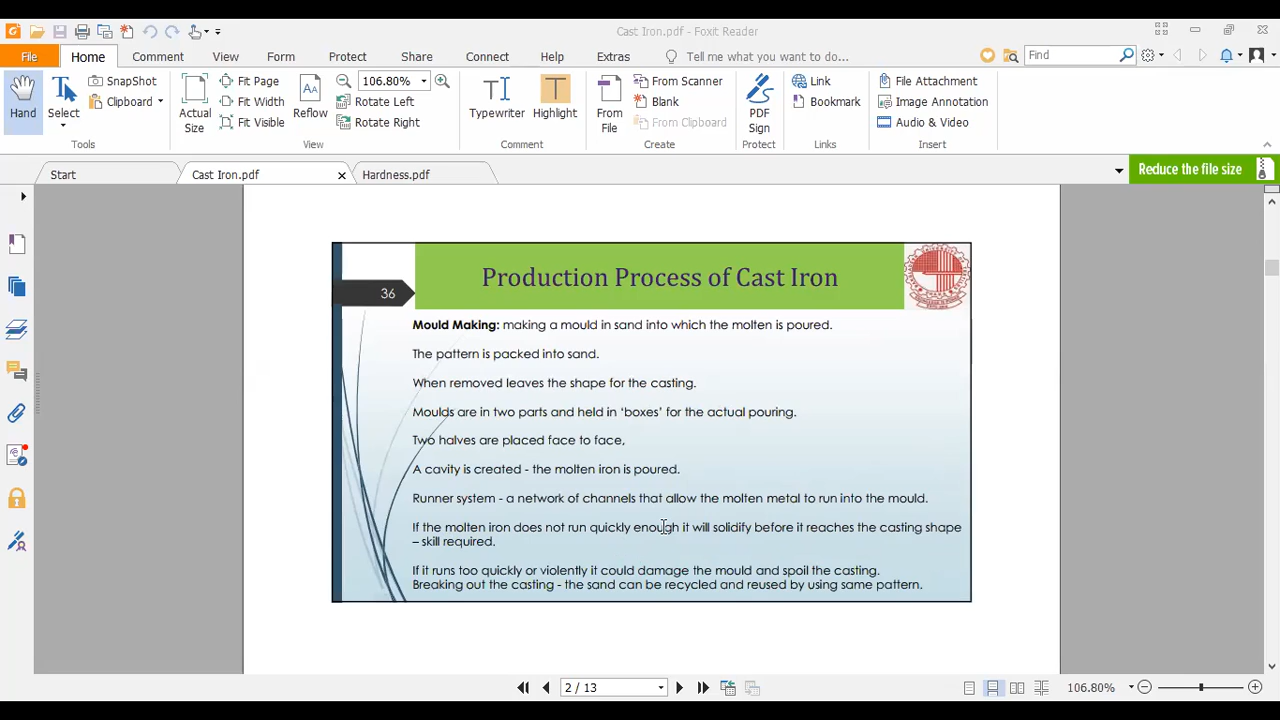 Cast Iron.pdf - Foxit Reader
File Home Comment View Form Protect Share Connect Help Extras Tell me what you want to do... Find
Hand
Select
SnapShot
Clipboard
Tools
Actual Size
Fit Page
Fit Width
Fit Visible
Reflow
106.80%
Rotate Left
Rotate Right
View
Typewriter
Highlight
Comment
From File
From Scanner
Blank
From Clipboard
Create
PDF Sign
Protect
Link
Bookmark
Links
File Attachment
Image Annotation
Audio & Video
Insert
Start Cast Iron.pdf Hardness.pdf
Reduce the file size
Production Process of Cast Iron
36
Mould Making: making a mould in sand into which the molten is poured.
The pattern is packed into sand.
When removed leaves the shape for the casting.
Moulds are in two parts and held in ‘boxes’ for the actual pouring.
Two halves are placed face to face,
A cavity is created - the molten iron is poured.
Runner system - a network of channels that allow the molten metal to run into the mould.
If the molten iron does not run quickly enough it will solidify before it reaches the casting shape
– skill required.
If it runs too quickly or violently it could damage the mould and spoil the casting.
Breaking out the casting - the sand can be recycled and reused by using same pattern.
2 / 13
106.80%